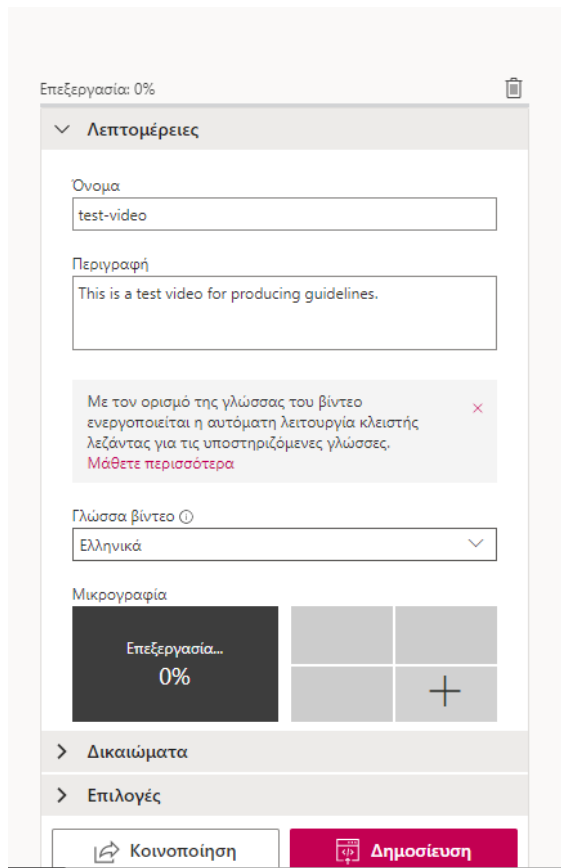 Επεξεργασία: 0%
Λεπτομέρειες
Όνομα
test-video
Περιγραφή
This is a test video for producing guidelines.
Με τον ορισμό της γλώσσας του βίντεο
ενεργοποιείται η αυτόματη λειτουργία κλειστής
λεζάντας για τις υποστηριζόμενες γλώσσες.
Μάθετε περισσότερα
Γλώσσα βίντεο
Ελληνικά
Μικρογραφία
Επεξεργασία...
0%
Δικαιώματα
Επιλογές
Κοινοποίηση
Δημοσίευση